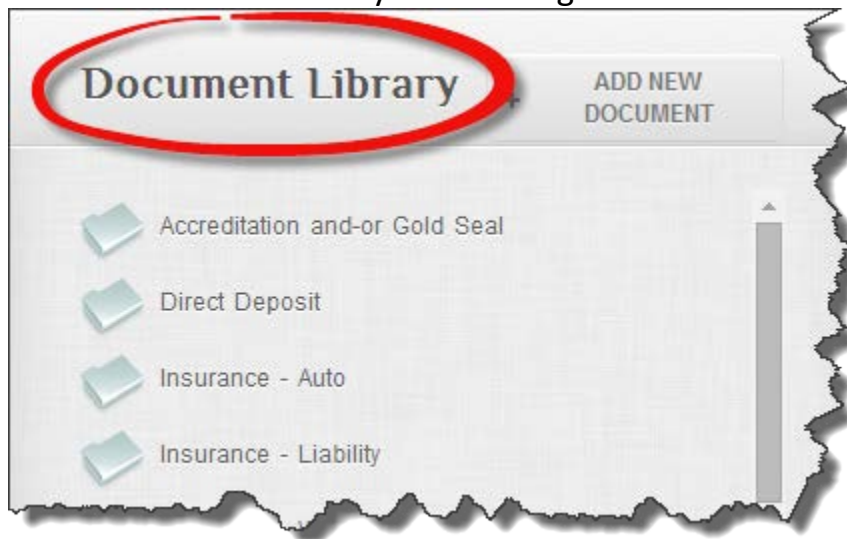 Document Library
+ ADD NEW
DOCUMENT
Accreditation and-or Gold Seal
Direct Deposit
Insurance - Auto
Insurance - Liability